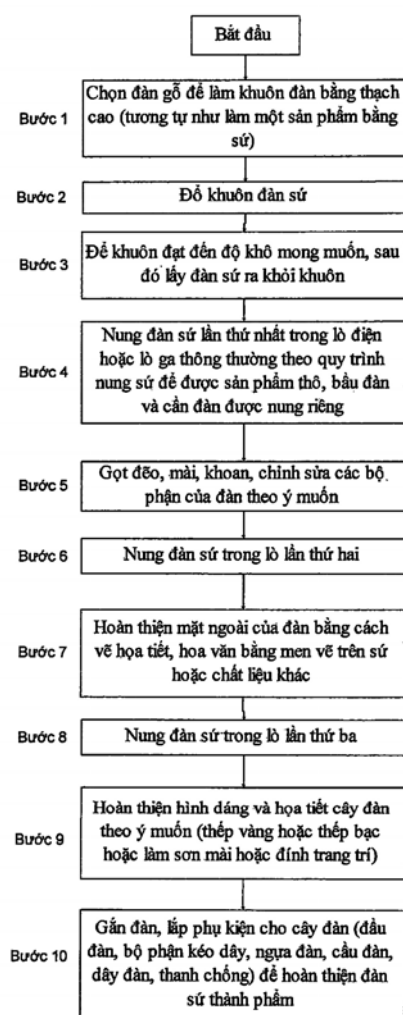 Bắt đầu
Bước 1
Chọn đàn gỗ để làm khuôn đàn bằng thạch
cao (tương tự như làm một sản phẩm bằng
sứ)
Bước 2
Đổ khuôn đàn sứ
Bước 3
Để khuôn đạt đến độ khô mong muốn, sau
đó lấy đàn sứ ra khỏi khuôn
Bước 4
Nung đàn sứ lần thứ nhất trong lò điện
hoặc lò ga thông thường theo quy trình
nung sứ để được sản phẩm thô, bầu đàn
và cần đàn được nung riêng
Bước 5
Gọt đẽo, mài, khoan, chỉnh sửa các bộ
phận của đàn theo ý muốn
Bước 6
Nung đàn sứ trong lò lần thứ hai
Bước 7
Hoàn thiện mặt ngoài của đàn bằng cách
vẽ họa tiết, hoa văn bằng men vẽ trên sứ
hoặc chất liệu khác
Bước 8
Nung đàn sứ trong lò lần thứ ba
Bước 9
Hoàn thiện hình dáng và họa tiết cây đàn
theo ý muốn (thếp vàng hoặc thếp bạc
hoặc làm sơn mài hoặc đính trang trí)
Bước 10
Gắn đàn, lắp phụ kiện cho cây đàn (đầu
đàn, bộ phận kéo dây, ngựa đàn, cầu đàn,
dây đàn, thanh chống) để hoàn thiện đàn
sứ thành phẩm